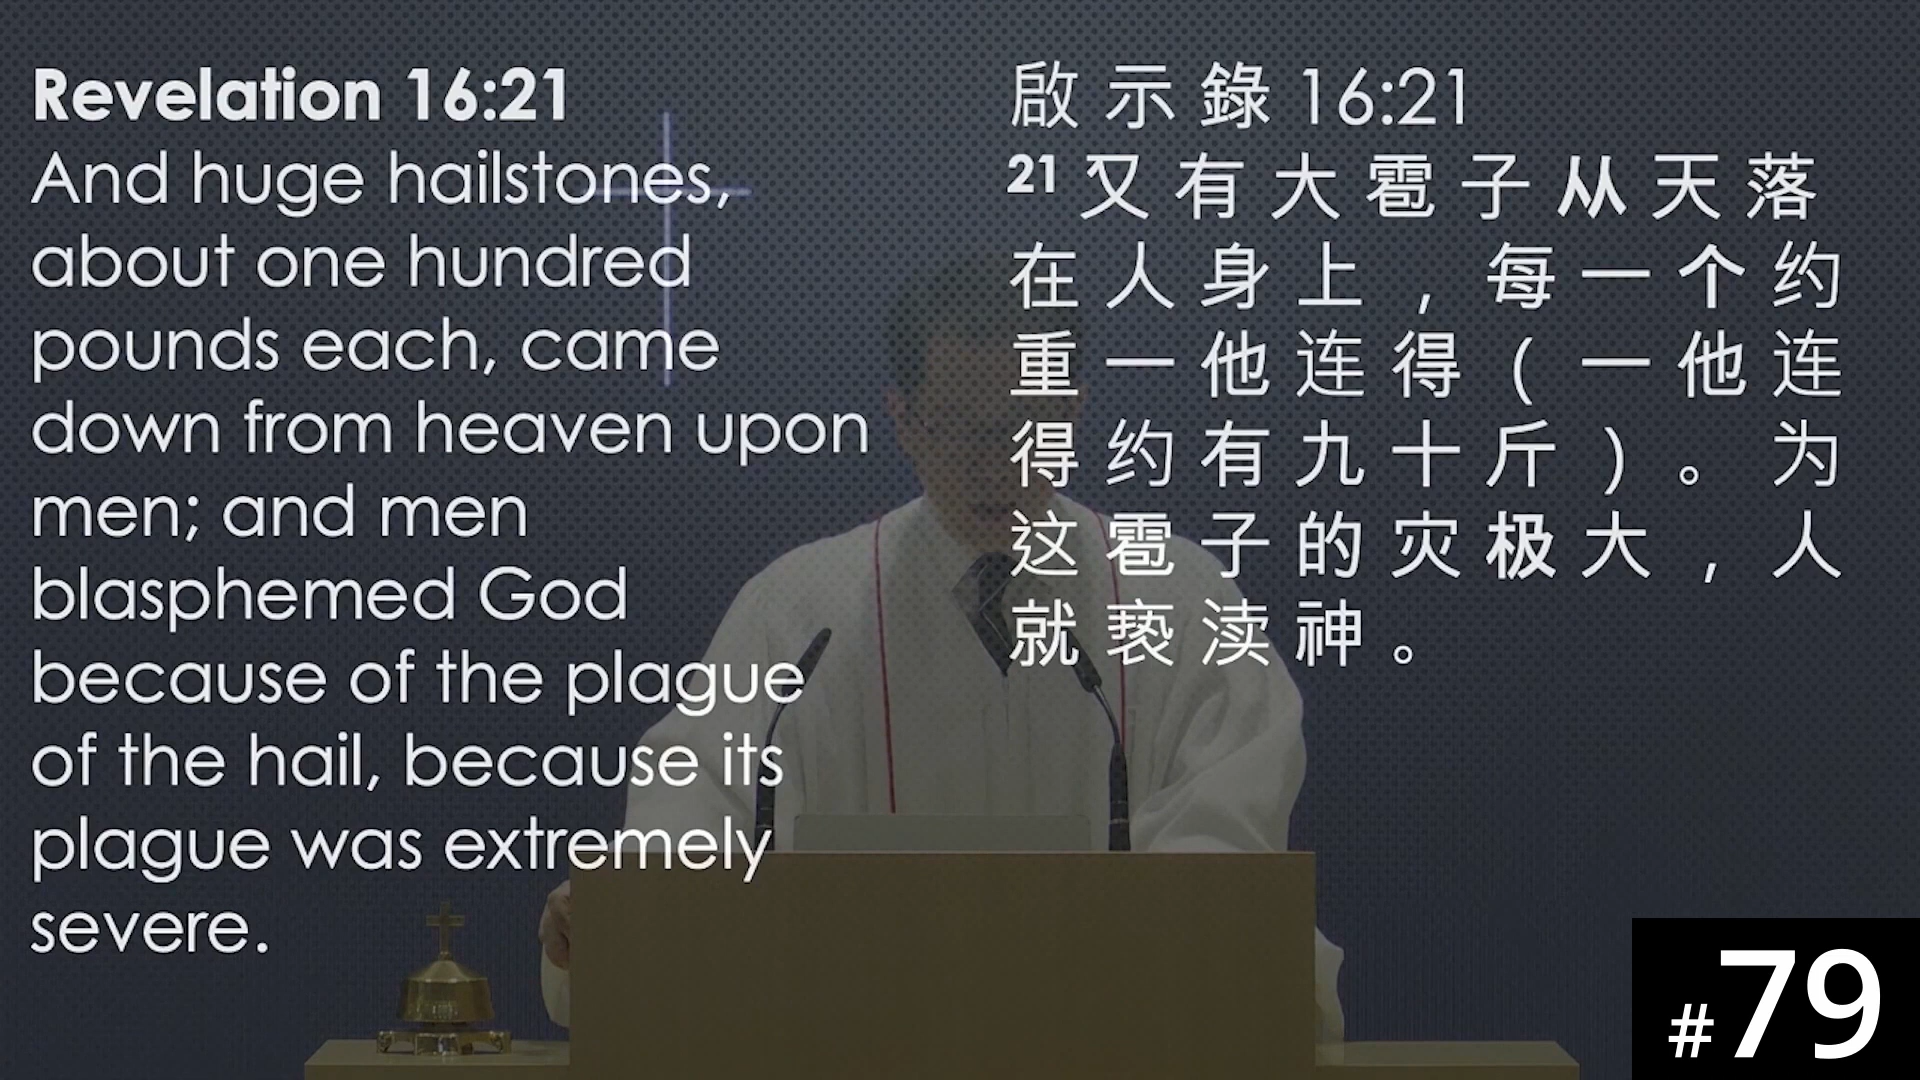 Revelation 16:21
And huge hailstones,
about one hundred
pounds each, came
down from heaven upon
men; and men
blasphemed God
because of the plague
of the hail, because its
plague was extremely
severe.
啟示錄 16:21
21 又有大雹子从天落
在人身上，每一个约
重一他连得（一他连
得约有九十斤）。为
这雹子的灾极大，人
就亵渎神。
#79